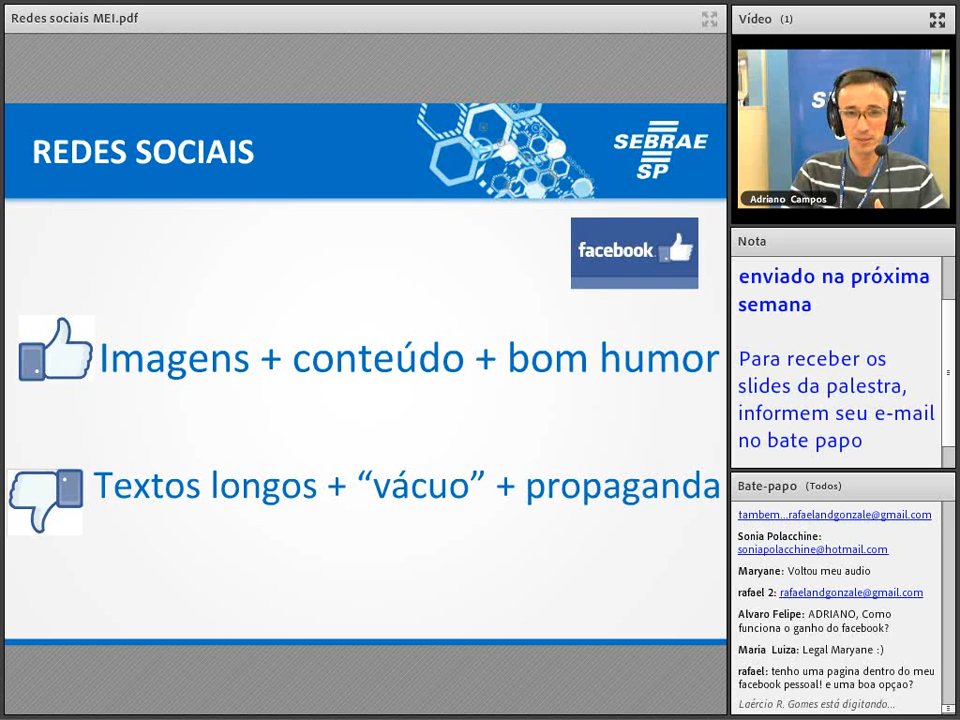 Redes sociais MEI.pdf
REDES SOCIAIS
SEBRAE
SP
facebook
Imagens + conteúdo + bom humor
Textos longos + “vácuo” + propaganda
Vídeo (1)
Adriano Campos
Nota
enviado na próxima
semana
Para receber os
slides da palestra,
informem seu e-mail
no bate papo
Bate-papo (Todos)
tambem...rafaelandgonzale@gmail.com
Sonia Polacchine:
soniapolacchine@hotmail.com
Maryane: Voltou meu audio
rafael 2: rafaelandgonzale@gmail.com
Alvaro Felipe: ADRIANO, Como
funciona o ganho do facebook?
Maria Luiza: Legal Maryane :)
rafael: tenho uma pagina dentro do meu
facebook pessoal! e uma boa opçao?
Laércio R. Gomes está digitando...